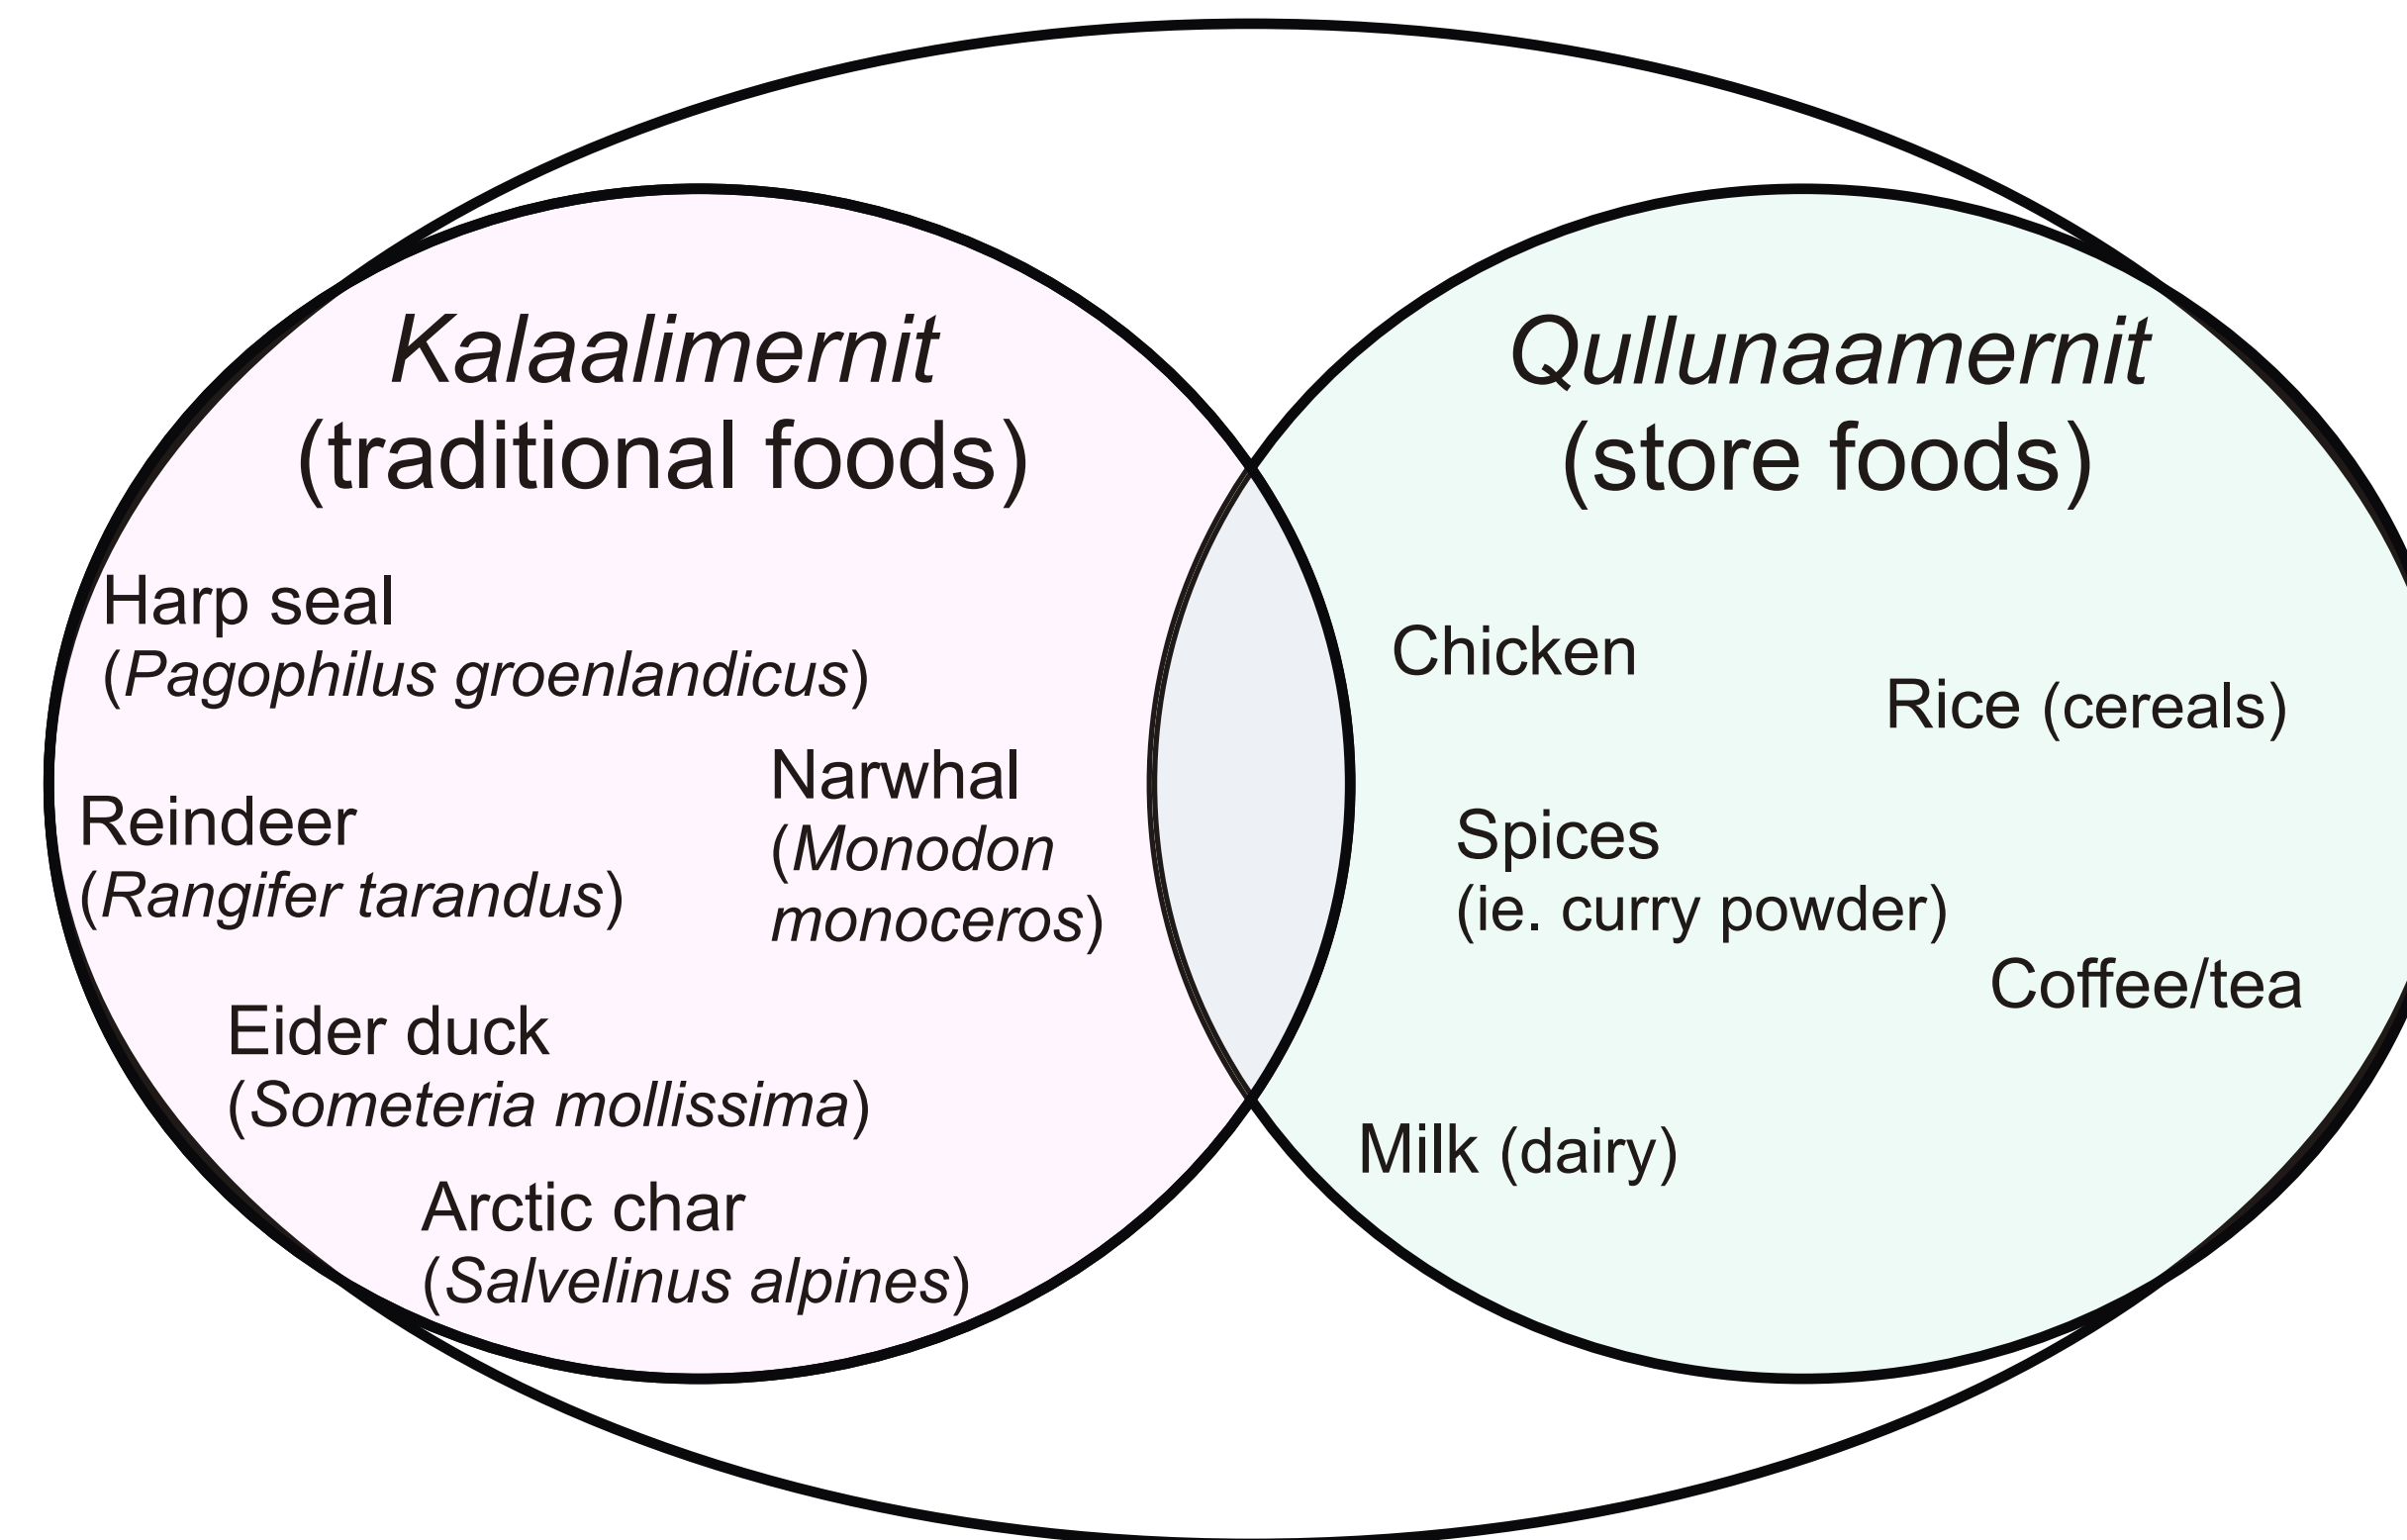 Kalaalimernit
(traditional foods)
Harp seal
(Pagophilus groenlandicus)
Reindeer
(Rangifer tarandus)
Narwhal
(Monodon
monoceros)
Eider duck
(Someteria mollissima)
Arctic char
(Salvelinus alpines)
Qullunaamernit
(store foods)
Chicken
Rice (cereals)
Spices
(ie. curry powder)
Coffee/tea
Milk (dairy)